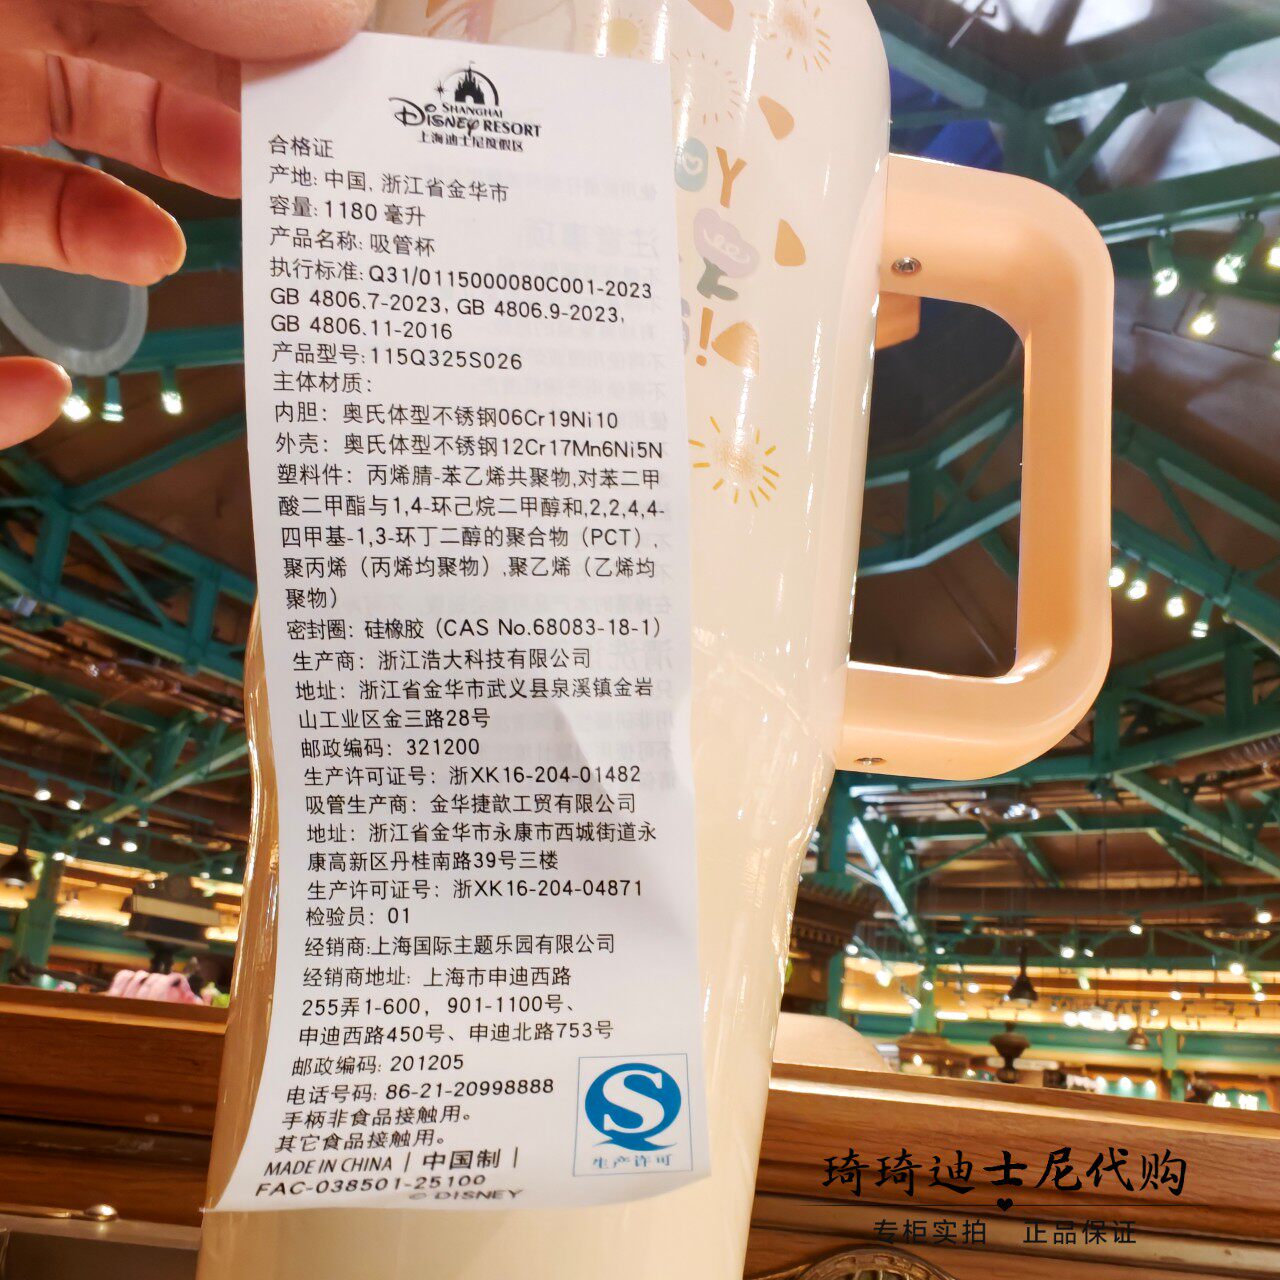 SHANGHAI
DISNEY RESORT
上海迪士尼度假区
合格证
产地: 中国, 浙江省金华市
容量: 1180 毫升
产品名称: 吸管杯
执行标准: Q31/0115000080C001-2023
GB 4806.7-2023, GB 4806.9-2023,
GB 4806.11-2016
产品型号: 115Q325S026
主体材质：
内胆：奥氏体型不锈钢06Cr19Ni10
外壳：奥氏体型不锈钢12Cr17Mn6Ni5N
塑料件：丙烯腈-苯乙烯共聚物,对苯二甲
酸二甲酯与1,4-环己烷二甲醇和,2,2,4,4-
四甲基-1,3-环丁二醇的聚合物（PCT）,
聚丙烯（丙烯均聚物）,聚乙烯（乙烯均
聚物）
密封圈：硅橡胶（CAS No.68083-18-1）
生产商：浙江浩大科技有限公司
地址：浙江省金华市武义县泉溪镇金岩
山工业区金三路28号
邮政编码：321200
生产许可证号：浙XK16-204-01482
吸管生产商：金华捷歆工贸有限公司
地址：浙江省金华市永康市西城街道永
康高新区丹桂南路39号三楼
生产许可证号：浙XK16-204-04871
检验员：01
经销商:上海国际主题乐园有限公司
经销商地址：上海市申迪西路
255弄1-600，901-1100号、
申迪西路450号、申迪北路753号
邮政编码: 201205
电话号码: 86-21-20998888
手柄非食品接触用。
其它食品接触用。
MADE IN CHINA | 中国制 |
FAC-038501-25100
© DISNEY
生产许可
琦琦迪士尼代购
专柜实拍 正品保证